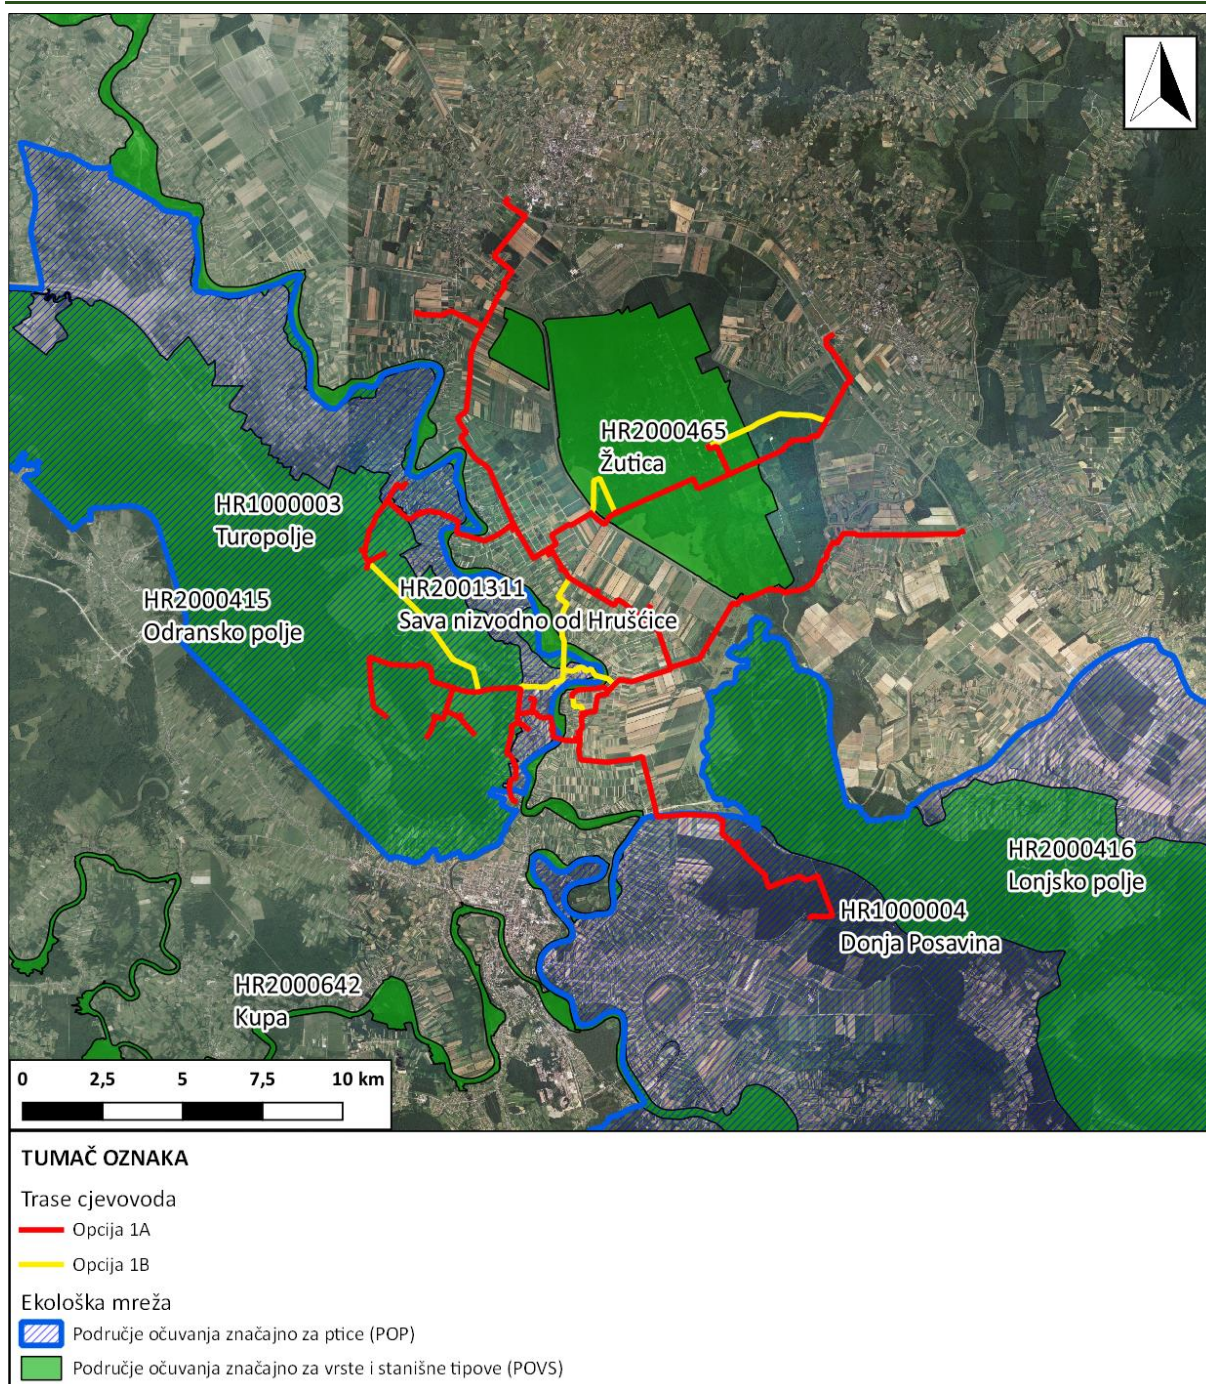 HR2000465
Žutica
HR1000003
Turopolje
HR2001311
Sava nizvodno od Hrušćice
HR2000415
Odransko polje
HR2000416
Lonjsko polje
HR1000004
Donja Posavina
HR2000642
Kupa
0 2,5 5 7,5 10 km
TUMAČ OZNAKA
Trase cjevovoda
Opcija 1A
Opcija 1B
Ekološka mreža
Područje očuvanja značajno za ptice (POP)
Područje očuvanja značajno za vrste i stanišne tipove (POVS)